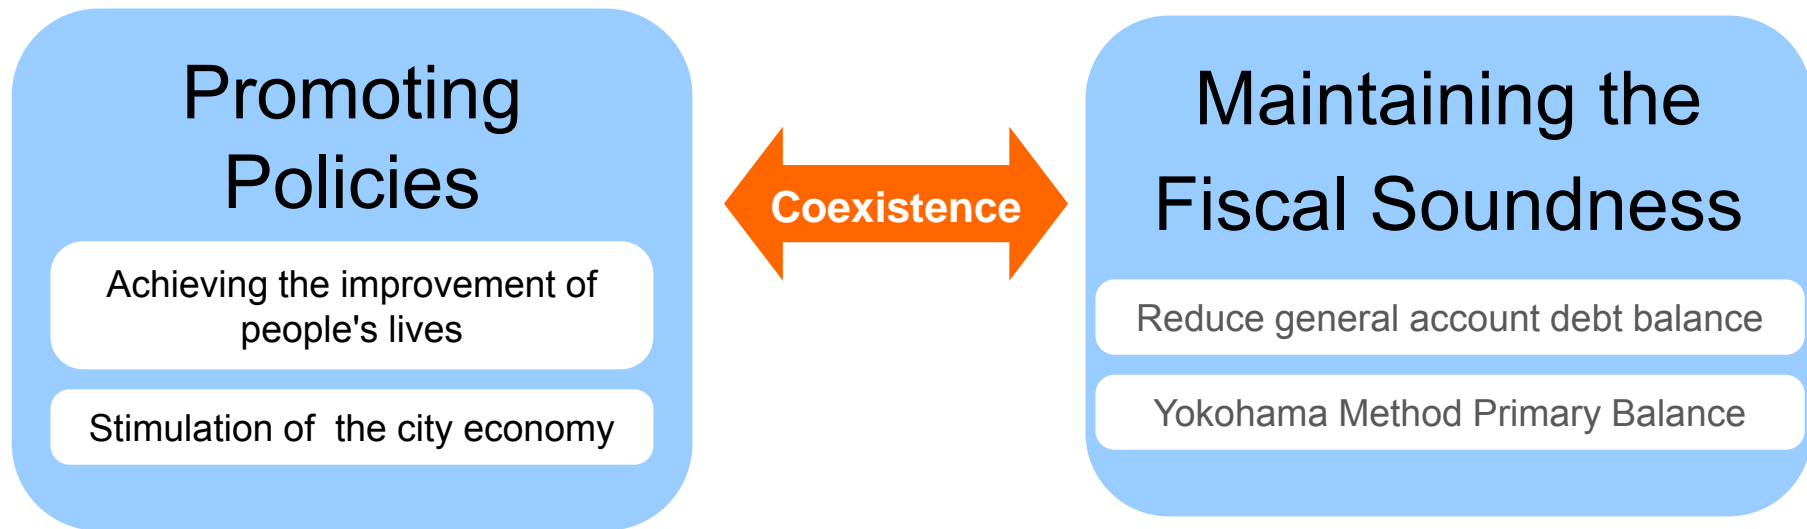 Promoting
Policies
Achieving the improvement of
people's lives
Stimulation of  the city economy
Coexistence
Maintaining the
Fiscal Soundness
Reduce general account debt balance
Yokohama Method Primary Balance